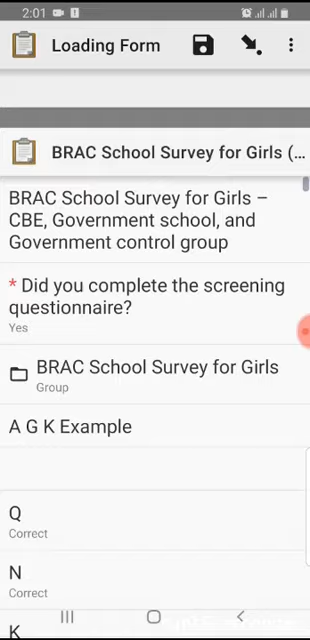 2:01
Loading Form
BRAC School Survey for Girls (...
BRAC School Survey for Girls –
CBE, Government school, and
Government control group
* Did you complete the screening
questionnaire?
Yes
BRAC School Survey for Girls
Group
A G K Example
Q
Correct
N
Correct
K